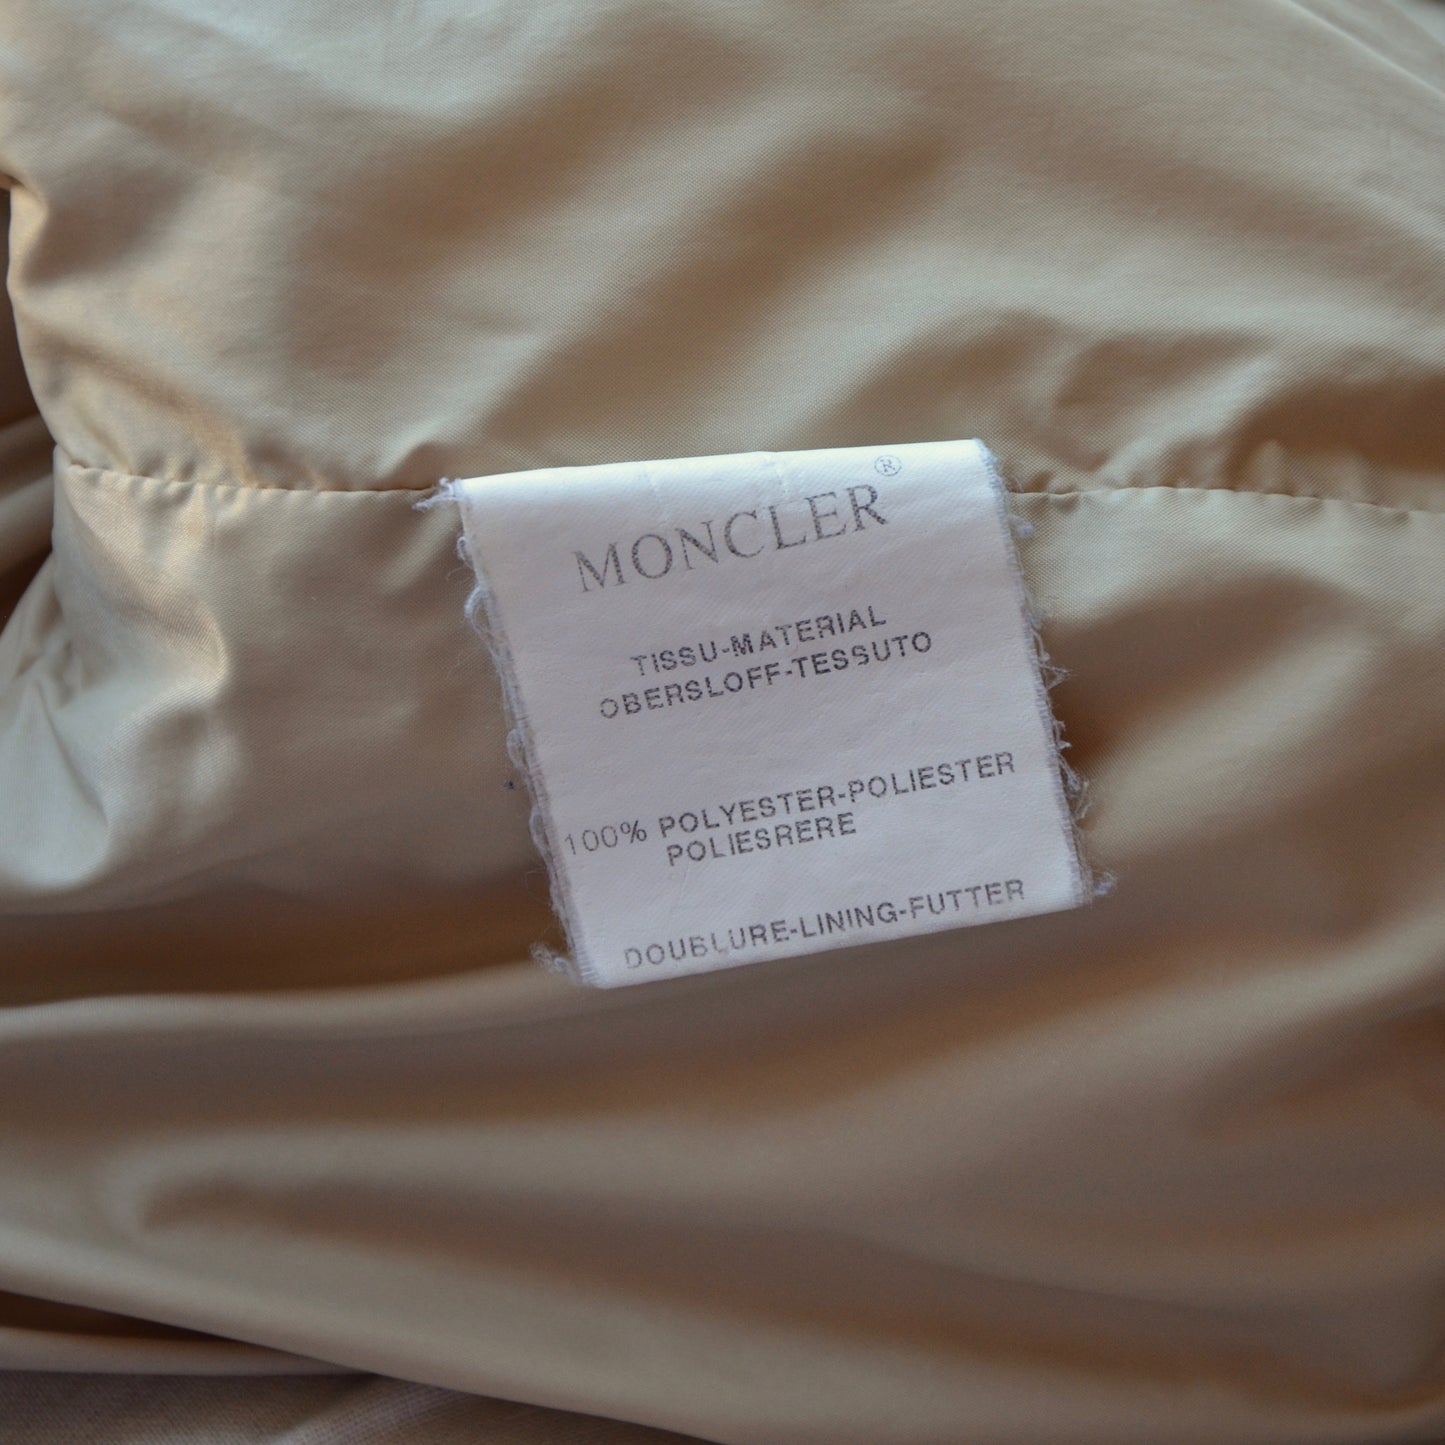 MONCLER®
TISSU-MATERIAL
OBERSLOFF-TESSUTO
100% POLYESTER-POLIESTER
POLIESRERE
DOUBLURE-LINING-FUTTER